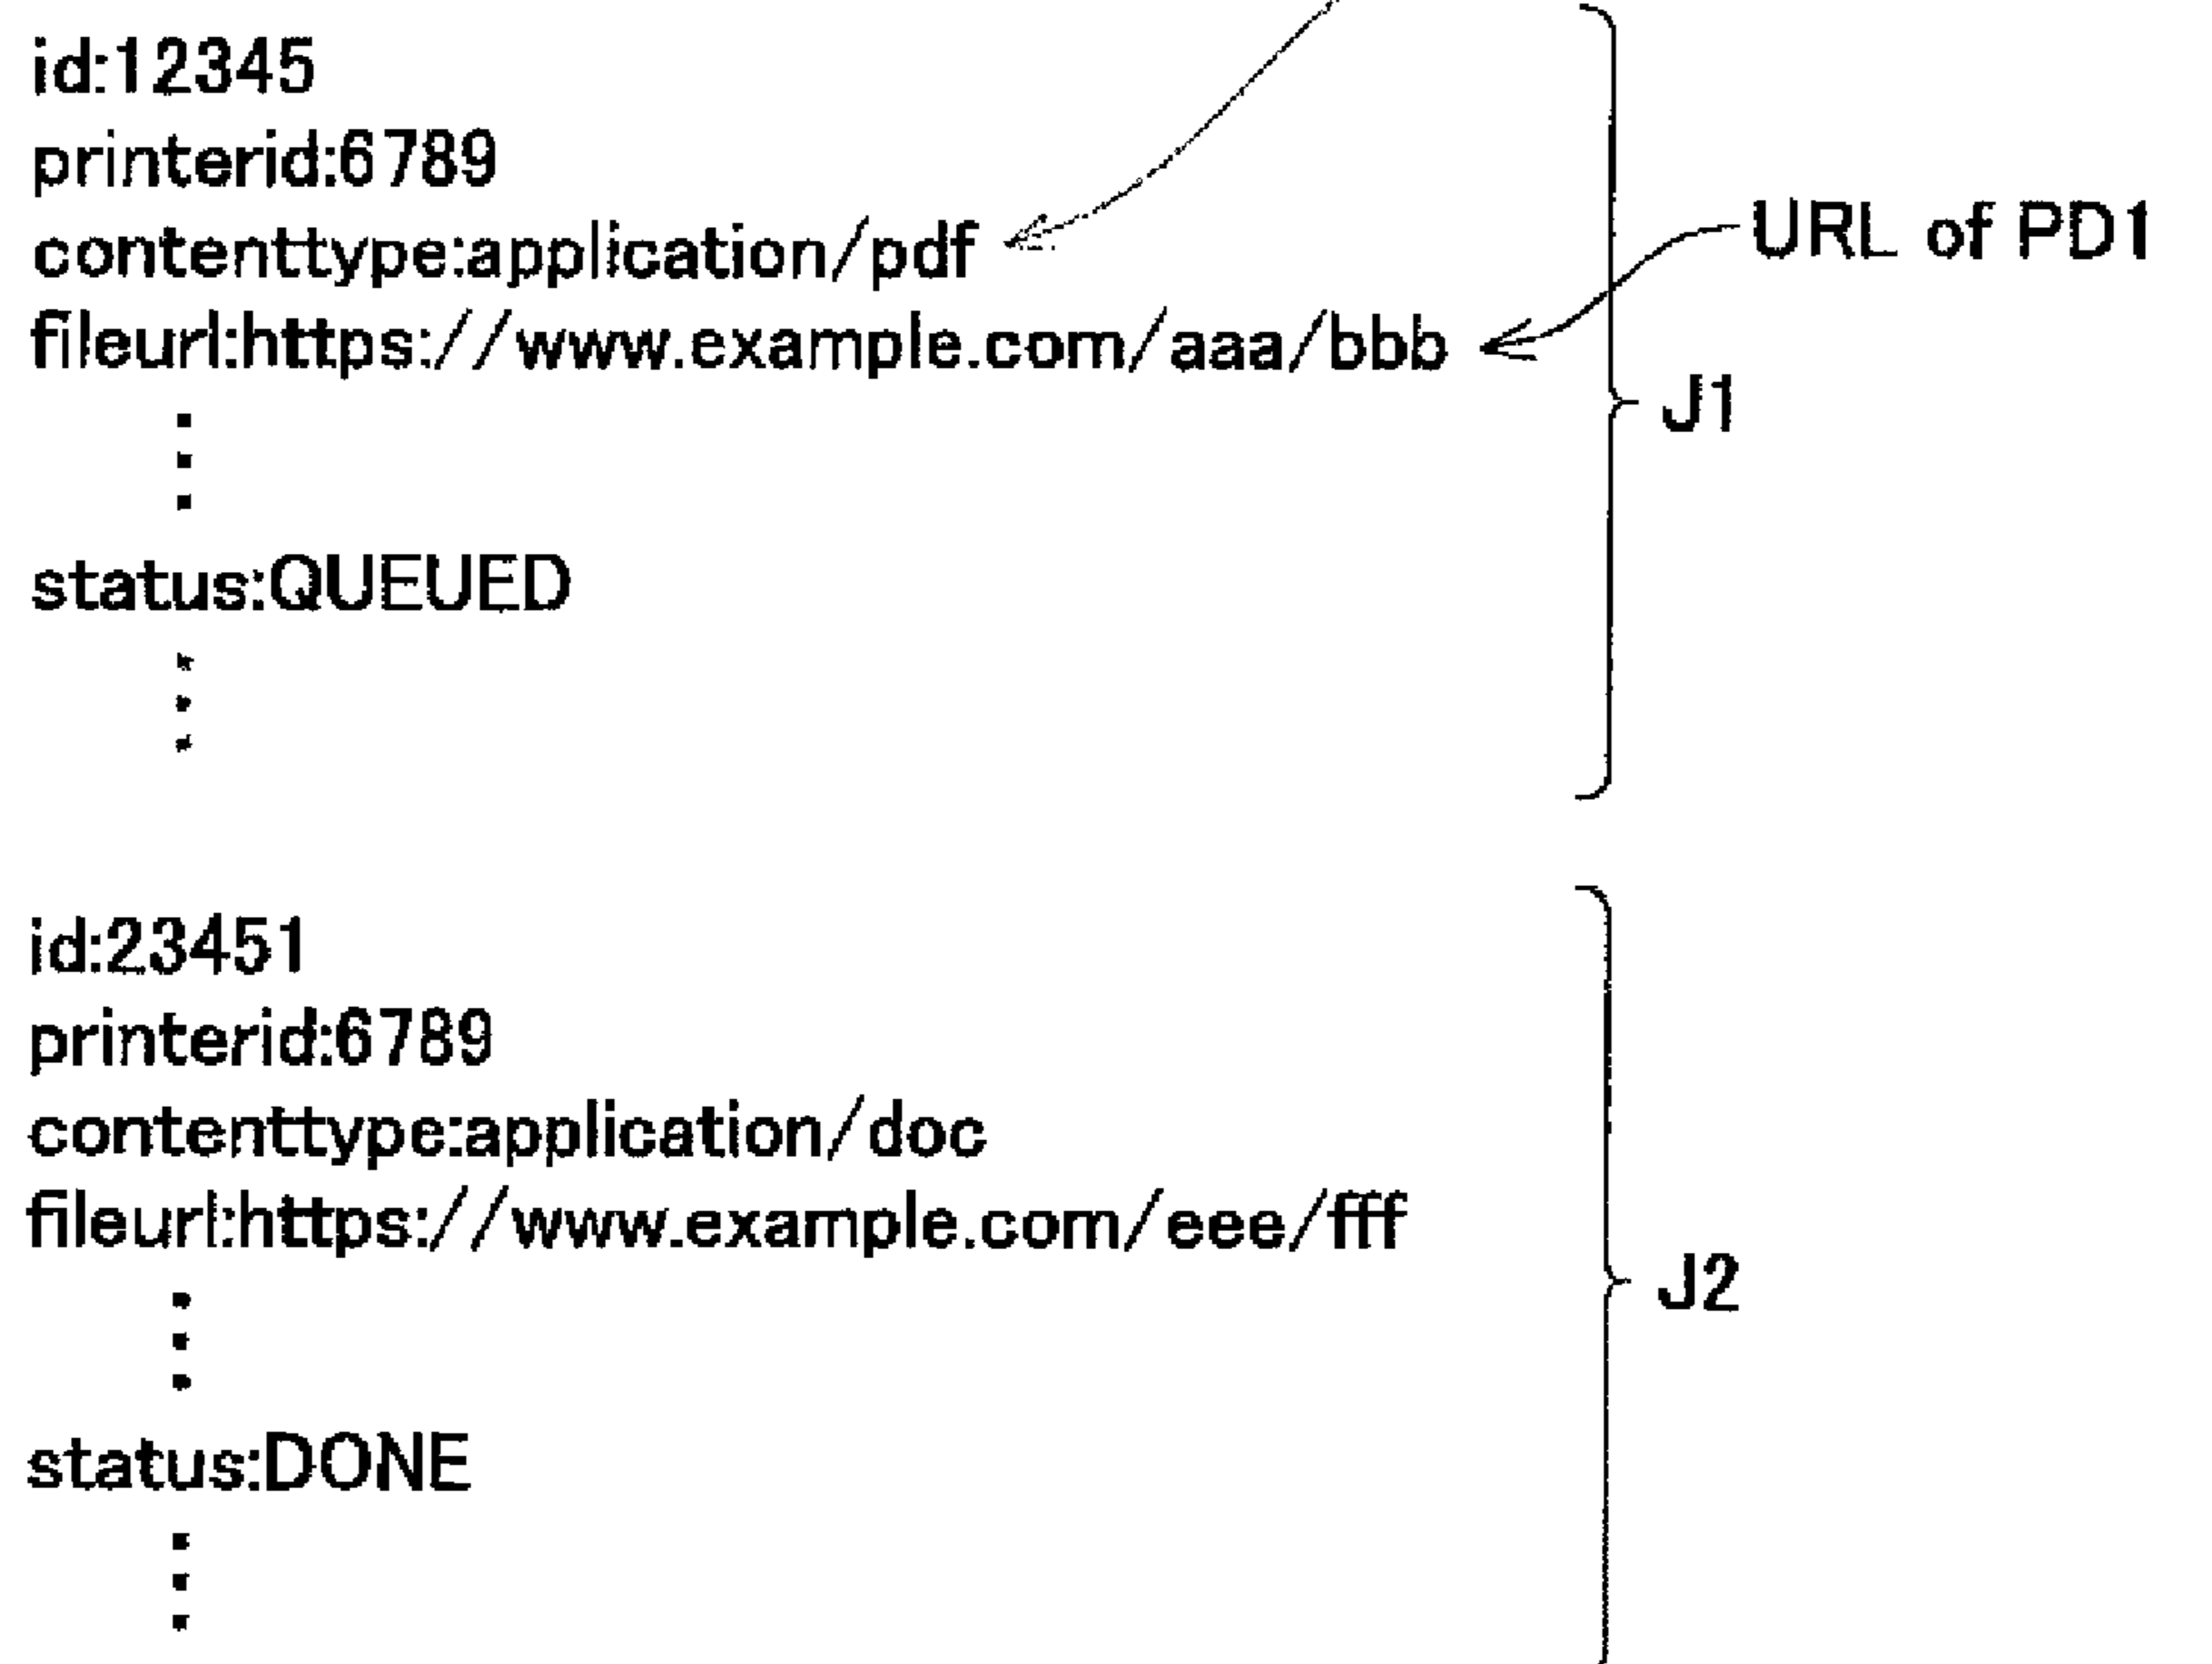 id:12345
printerid:6789
contenttype:application/pdf
URL of PD1
fileurl:https://www.example.com/aaa/bbb
J1
status:QUEUED
id:23451
printerid:6789
contenttype:application/doc
fileurl:https://www.example.com/eee/fff
J2
status:DONE